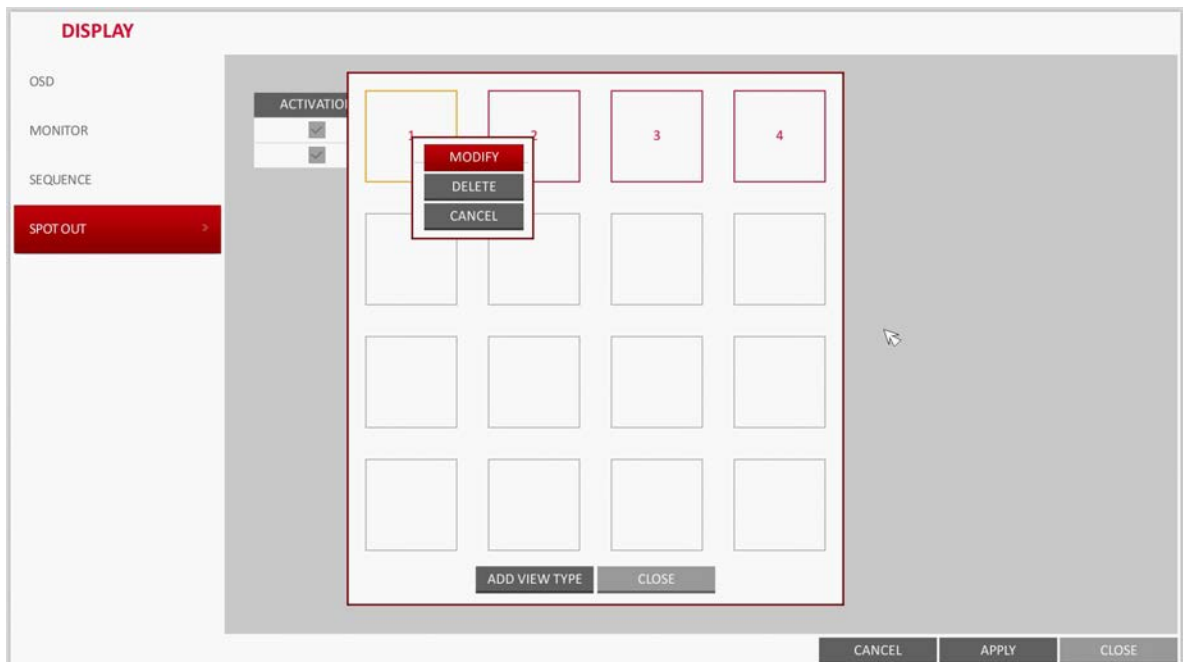 DISPLAY
OSD
MONITOR
SEQUENCE
SPOT OUT
ACTIVATIO
1
2
3
4
MODIFY
DELETE
CANCEL
ADD VIEW TYPE
CLOSE
CANCEL
APPLY
CLOSE